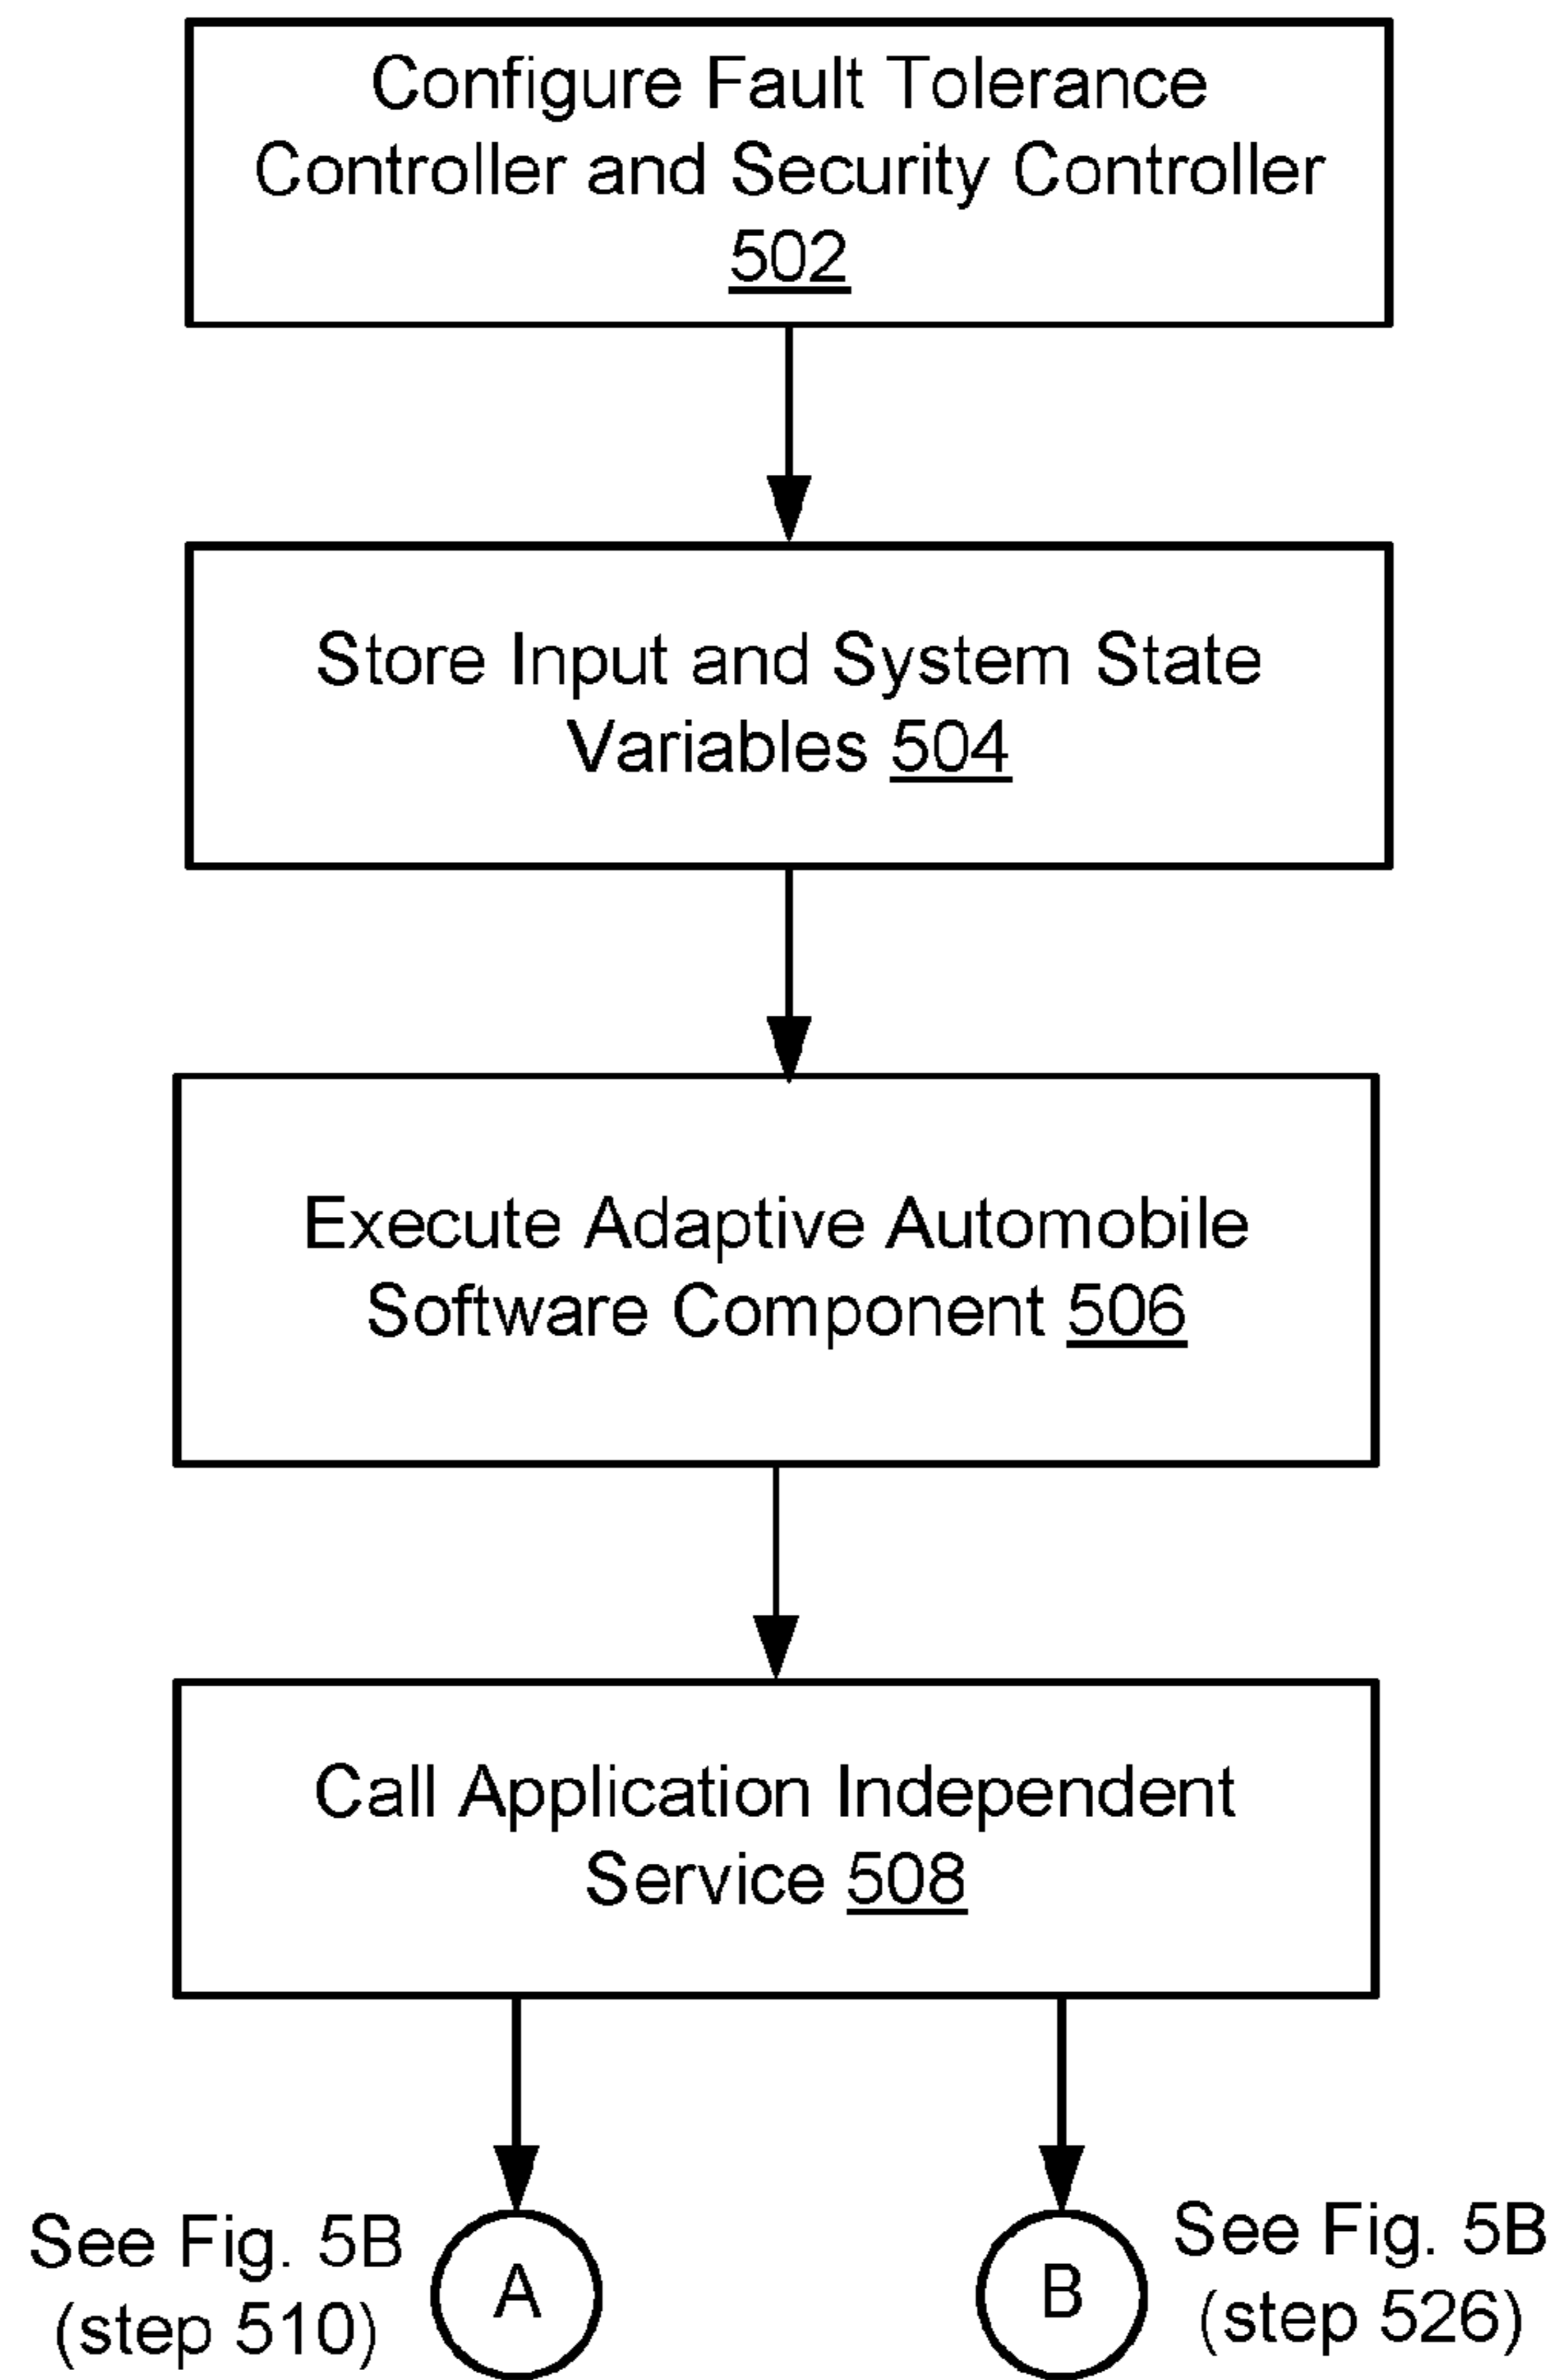 Configure Fault Tolerance
Controller and Security Controller
502
Store Input and System State
Variables 504
Execute Adaptive Automobile
Software Component 506
Call Application Independent
Service 508
See Fig. 5B
(step 510)
A
B
See Fig. 5B
(step 526)